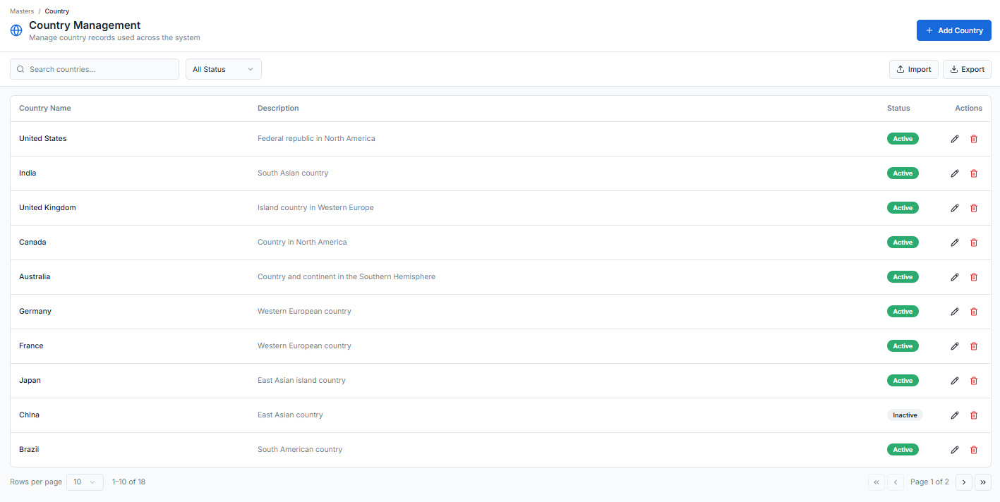 Masters / Country
Country Management
Manage country records used across the system
+ Add Country
Search countries...
All Status
Import
Export
Country Name Description Status Actions
United States Federal republic in North America Active
India South Asian country Active
United Kingdom Island country in Western Europe Active
Canada Country in North America Active
Australia Country and continent in the Southern Hemisphere Active
Germany Western European country Active
France Western European country Active
Japan East Asian island country Active
China East Asian country Inactive
Brazil South American country Active
Rows per page 10 1–10 of 18 « ‹ Page 1 of 2 › »